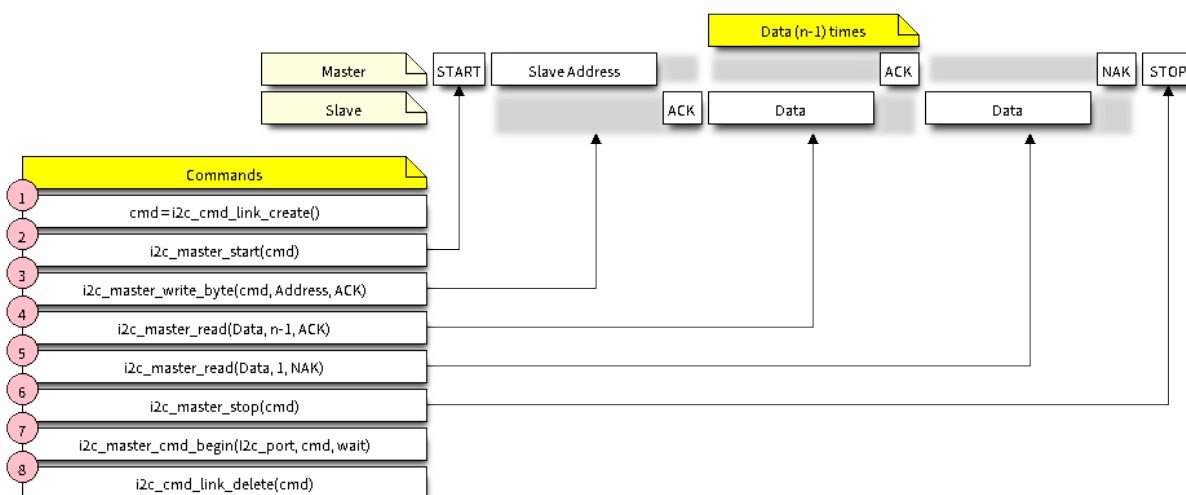 Data (n-1) times
Master START Slave Address ACK NAK STOP
Slave ACK Data Data
Commands
1
cmd=i2c_cmd_link_create()
2
i2c_master_start(cmd)
3
i2c_master_write_byte(cmd, Address, ACK)
4
i2c_master_read(Data, n-1, ACK)
5
i2c_master_read(Data, 1, NAK)
6
i2c_master_stop(cmd)
7
i2c_master_cmd_begin(I2c_port, cmd, wait)
8
i2c_cmd_link_delete(cmd)